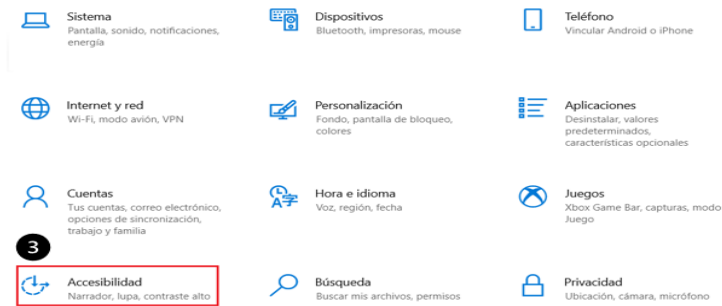 Sistema
Pantalla, sonido, notificaciones,
energía
Dispositivos
Bluetooth, impresoras, mouse
Teléfono
Vincular Android o iPhone
Internet y red
Wi-Fi, modo avión, VPN
Personalización
Fondo, pantalla de bloqueo,
colores
Aplicaciones
Desinstalar, valores
predeterminados,
características opcionales
Cuentas
Tus cuentas, correo electrónico,
opciones de sincronización,
trabajo y familia
Hora e idioma
Voz, región, fecha
Juegos
Xbox Game Bar, capturas, modo
Juego
3
Accesibilidad
Narrador, lupa, contraste alto
Búsqueda
Buscar mis archivos, permisos
Privacidad
Ubicación, cámara, micrófono